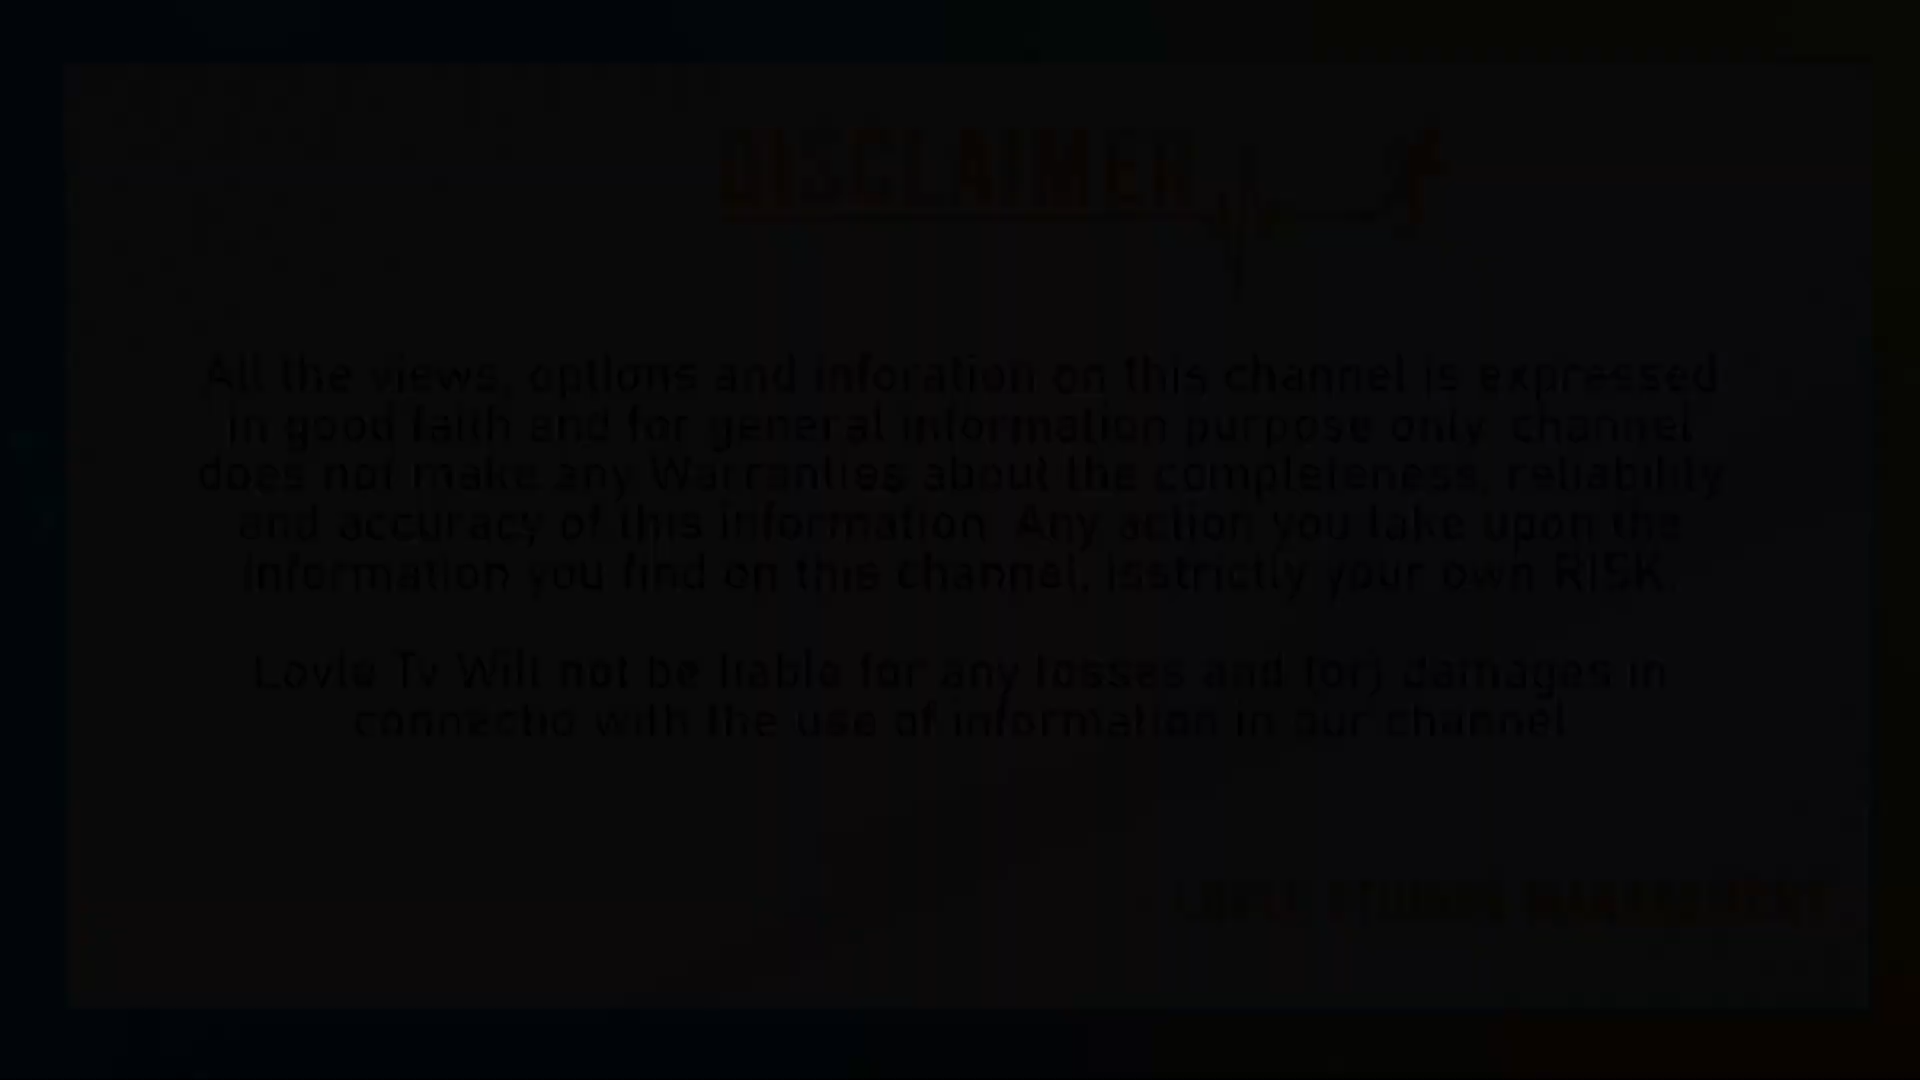 DISCLAIMER
All the views, options and inforation on this channel is expressed
in good faith and for general information purpose only, channel
does not make any Warrenties about the completeness, reliability
and accuracy of this information. Any action you take upon the
information you find on this channel, isstrictly your own RISK.
Lovle Tv Will not be liable for any losses and (or) damages in
connectio with the use of information in our channel